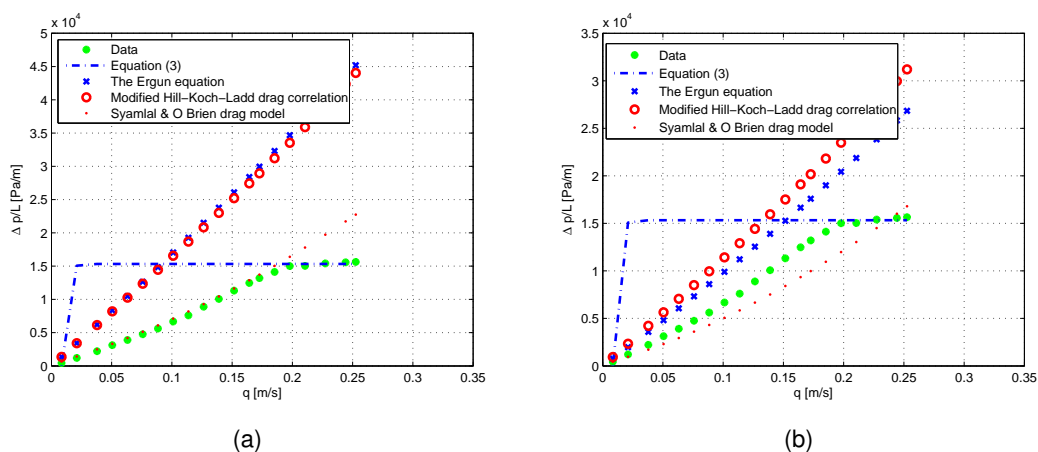 x 10⁴
5
4.5
4
3.5
3
2.5
2
1.5
1
0.5
0
Δ p/L [Pa/m]
Data
Equation (3)
The Ergun equation
Modified Hill−Koch−Ladd drag correlation
Syamlal & O Brien drag model
0 0.05 0.1 0.15 0.2 0.25 0.3 0.35
q [m/s]
(a)
x 10⁴
3.5
3
2.5
2
1.5
1
0.5
0
Δ p/L [Pa/m]
Data
Equation (3)
The Ergun equation
Modified Hill−Koch−Ladd drag correlation
Syamlal & O Brien drag model
0 0.05 0.1 0.15 0.2 0.25 0.3 0.35
q [m/s]
(b)